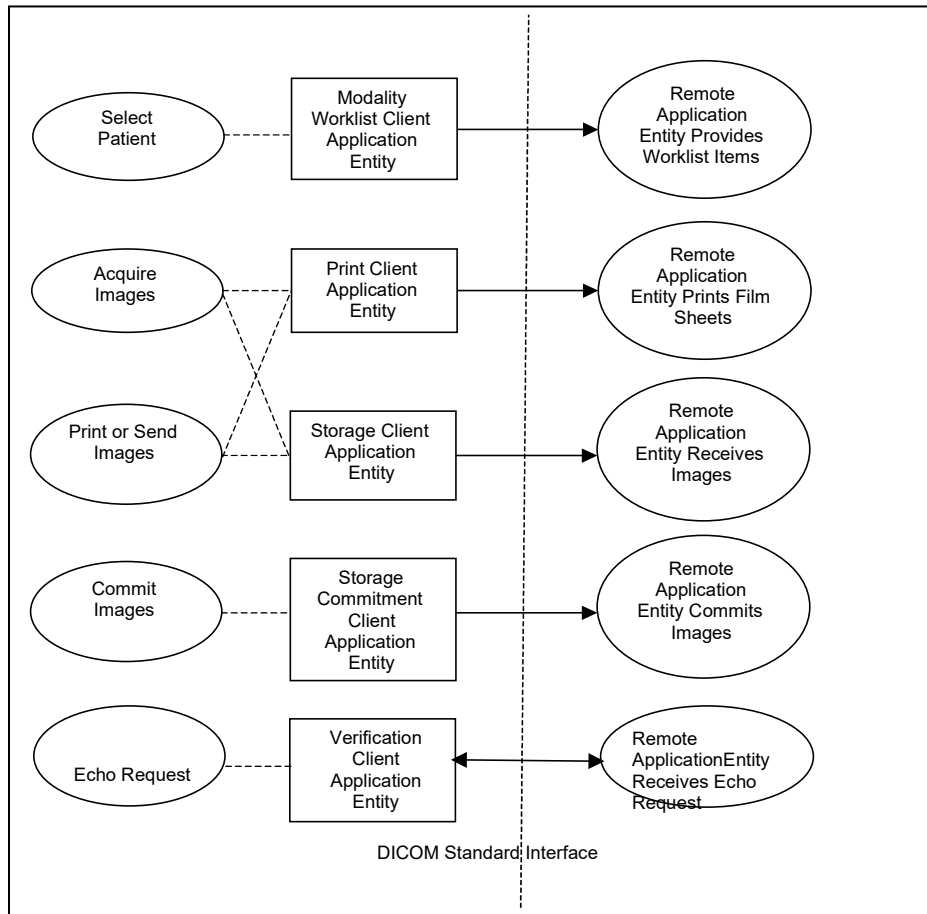 Select
Patient
Modality
Worklist Client
Application
Entity
Remote
Application
Entity Provides
Worklist Items
Acquire
Images
Print Client
Application
Entity
Remote
Application
Entity Prints Film
Sheets
Print or Send
Images
Storage Client
Application
Entity
Remote
Application
Entity Receives
Images
Commit
Images
Storage
Commitment
Client
Application
Entity
Remote
Application
Entity Commits
Images
Echo Request
Verification
Client
Application
Entity
Remote
ApplicationEntity
Receives Echo
Request
DICOM Standard Interface